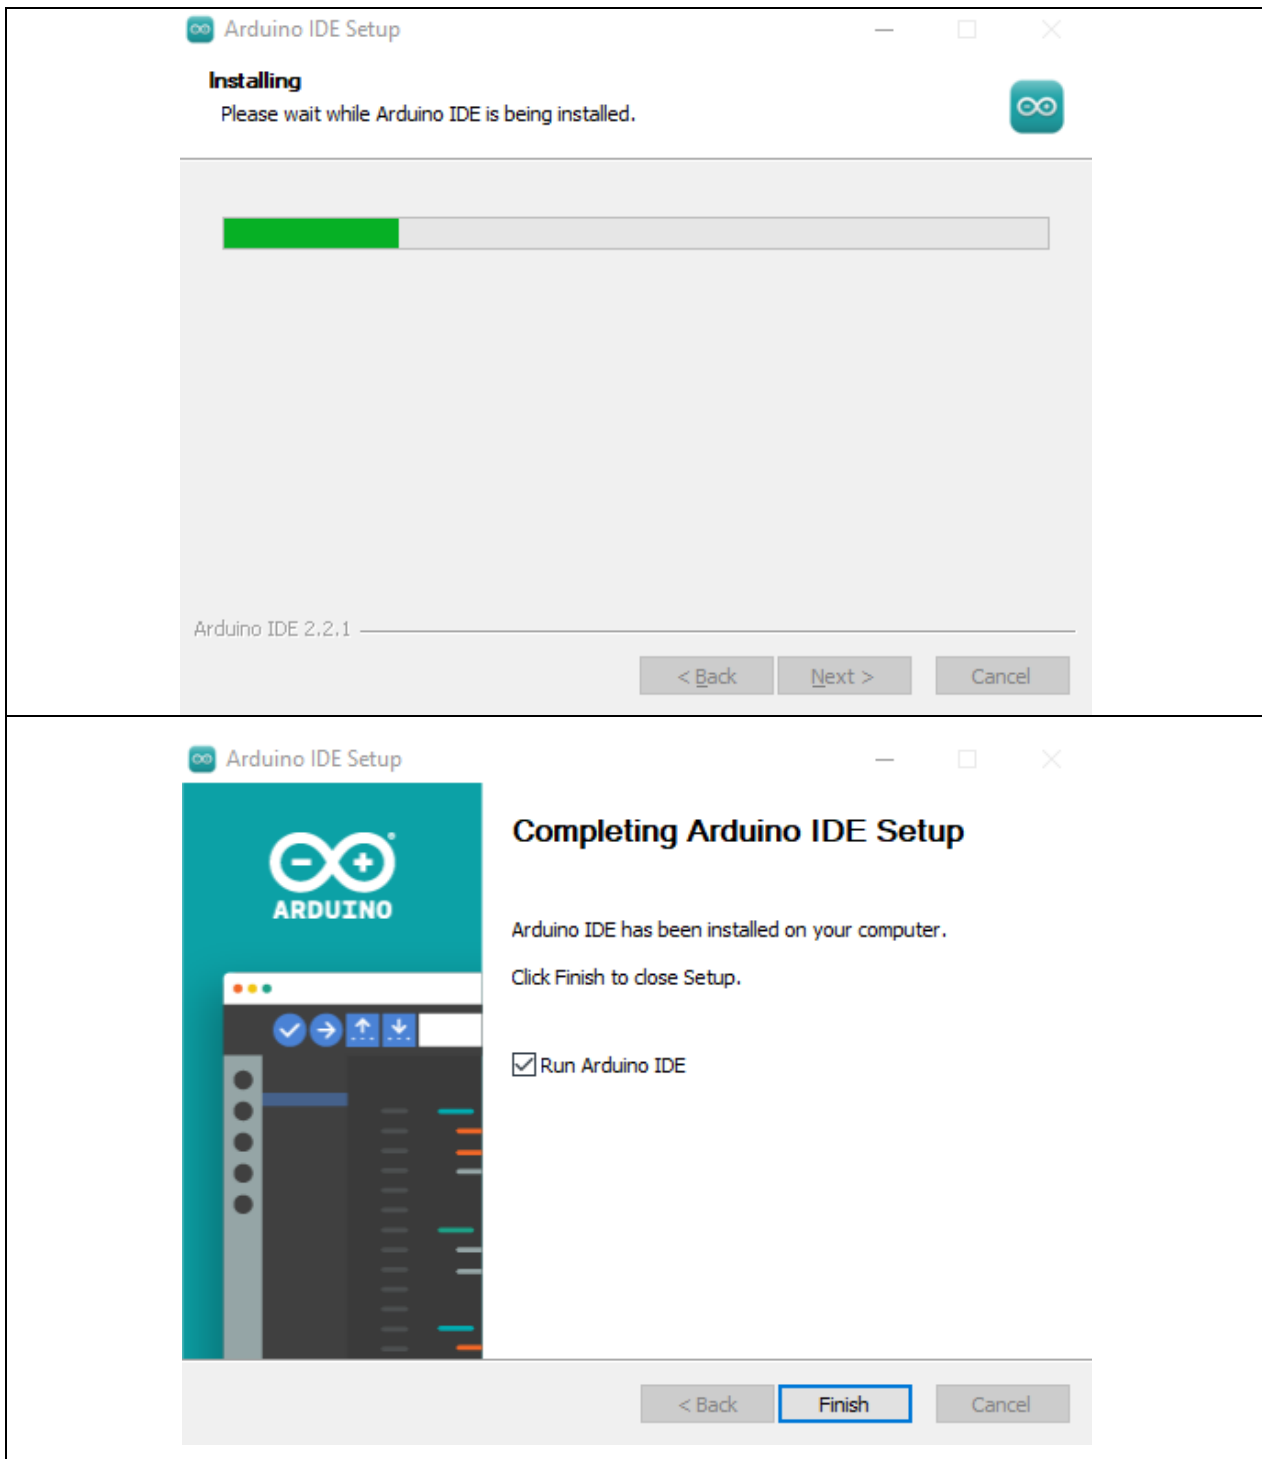 Arduino IDE Setup
Installing
Please wait while Arduino IDE is being installed.
Arduino IDE 2.2.1
< Back Next > Cancel
Arduino IDE Setup
ARDUINO
Completing Arduino IDE Setup
Arduino IDE has been installed on your computer.
Click Finish to close Setup.
Run Arduino IDE
< Back Finish Cancel